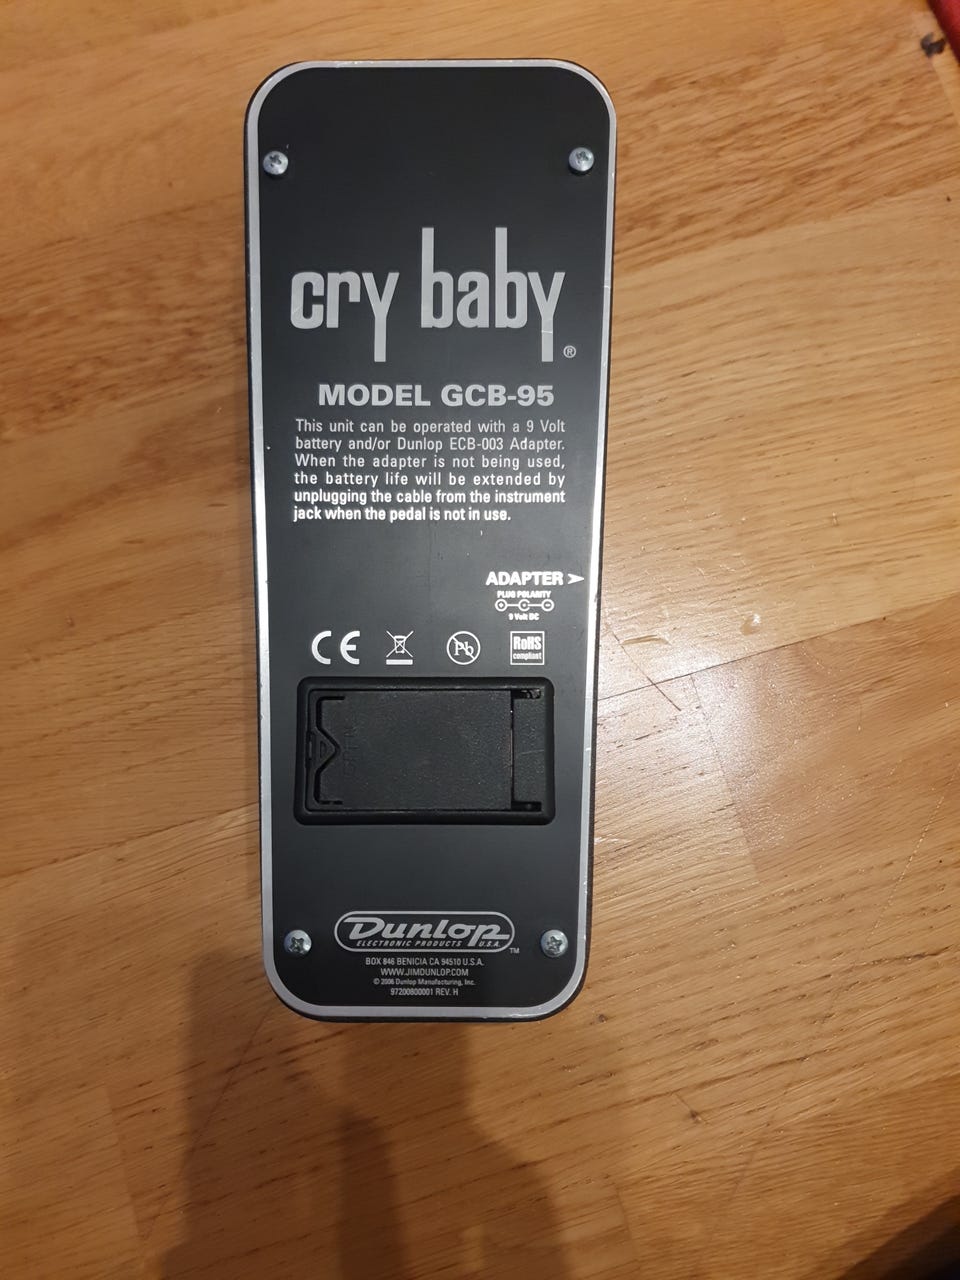 cry baby®
MODEL GCB-95
This unit can be operated with a 9 Volt
battery and/or Dunlop ECB-003 Adapter.
When the adapter is not being used,
the battery life will be extended by
unplugging the cable from the instrument
jack when the pedal is not in use.
ADAPTER
PLUG POLARITY
9 Volt DC
CE
Pb
RoHS
compliant
Dunlop
ELECTRONIC PRODUCTS U.S.A.
TM
BOX 846 BENICIA CA 94510 U.S.A.
WWW.JIMDUNLOP.COM
© 2006 Dunlop Manufacturing, Inc.
97200800001 REV. H